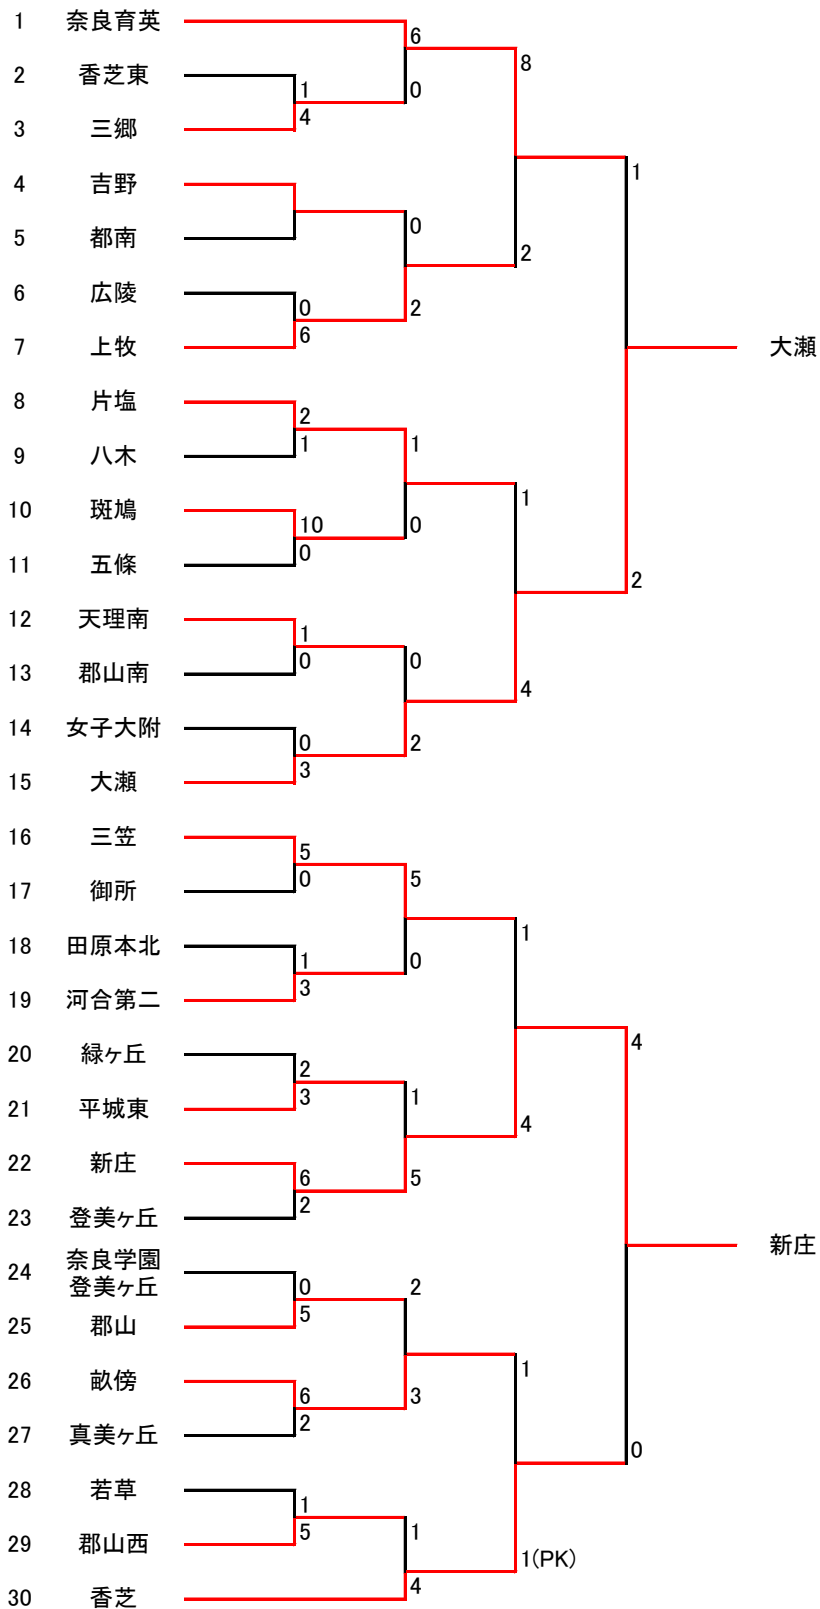 1 奈良育英
6
8
2 香芝東
1
0
4
3 三郷
1
4 吉野
0
5 都南
2
6 広陵
0
2
6
7 上牧
大瀬
8 片塩
2
1
1
9 八木
1
10 斑鳩
10
0
0
11 五條
2
12 天理南
1
0
0
13 郡山南
4
14 女子大附
0
2
3
15 大瀬
16 三笠
5
0
5
17 御所
1
18 田原本北
1
0
3
19 河合第二
4
20 緑ヶ丘
2
1
3
21 平城東
4
22 新庄
6
5
2
23 登美ヶ丘
新庄
24 奈良学園
登美ヶ丘
0
2
5
25 郡山
1
26 畝傍
6
3
2
27 真美ヶ丘
0
28 若草
1
1
5
29 郡山西
1(PK)
4
30 香芝